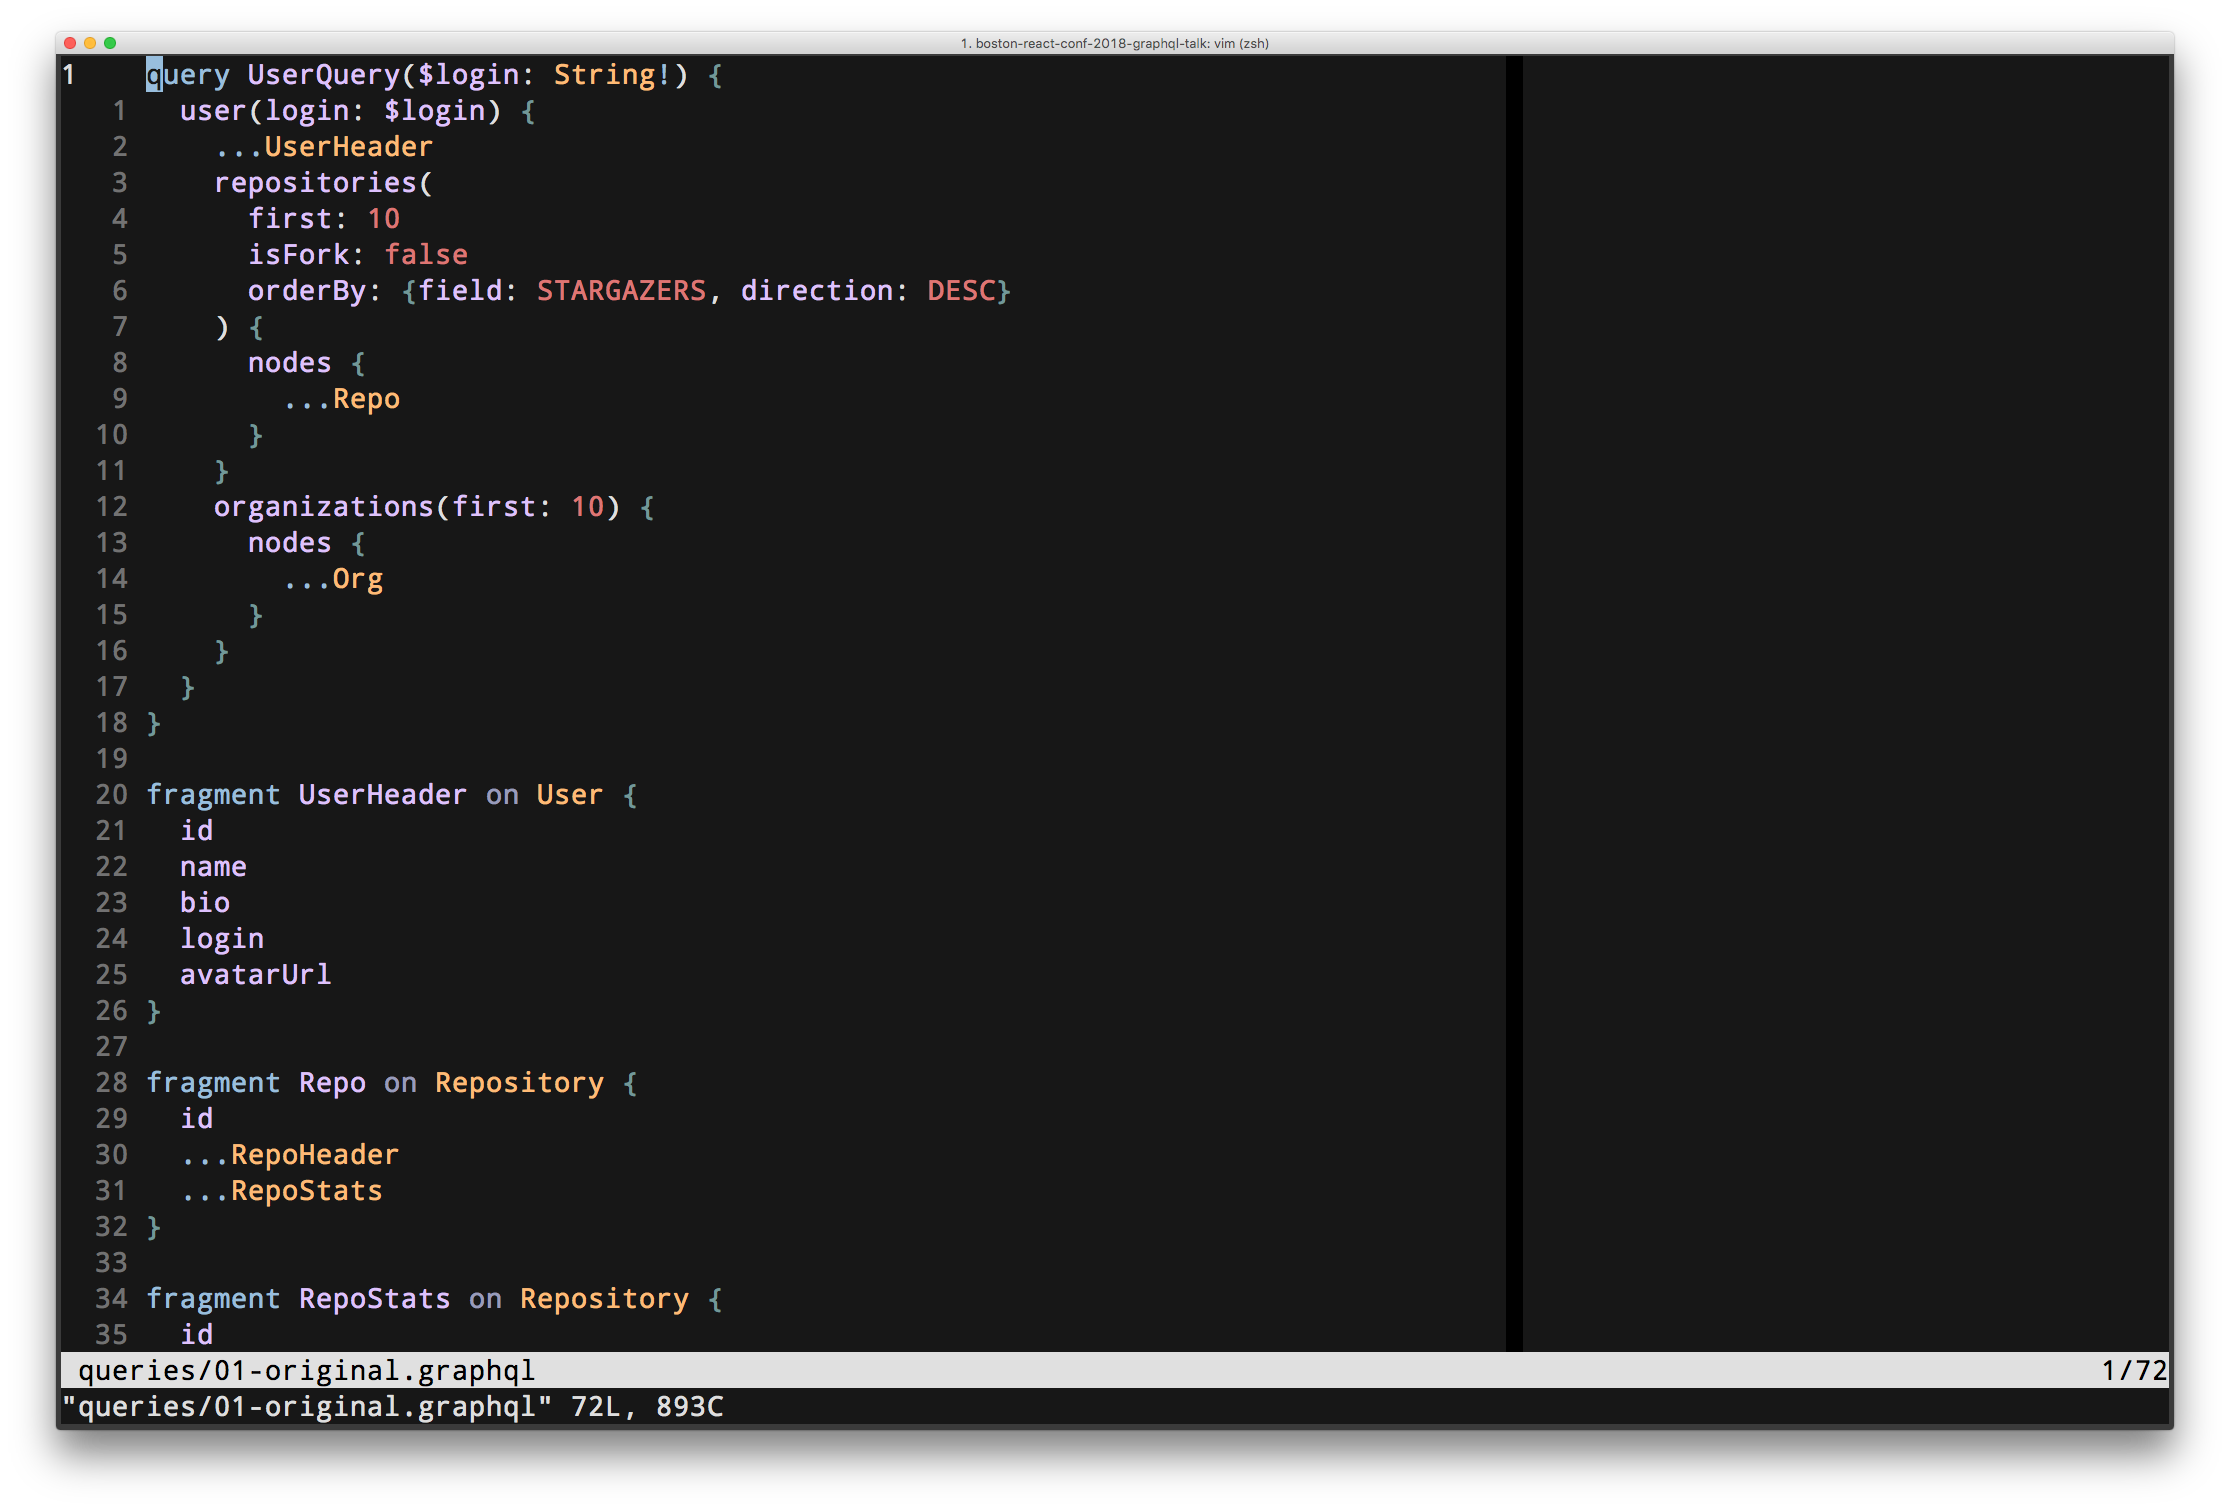 1. boston-react-conf-2018-graphql-talk: vim (zsh)
1    query UserQuery($login: String!) {
   1   user(login: $login) {
   2     ...UserHeader
   3     repositories(
   4       first: 10
   5       isFork: false
   6       orderBy: {field: STARGAZERS, direction: DESC}
   7     ) {
   8       nodes {
   9         ...Repo
  10       }
  11     }
  12     organizations(first: 10) {
  13       nodes {
  14         ...Org
  15       }
  16     }
  17   }
  18 }
  19
  20 fragment UserHeader on User {
  21   id
  22   name
  23   bio
  24   login
  25   avatarUrl
  26 }
  27
  28 fragment Repo on Repository {
  29   id
  30   ...RepoHeader
  31   ...RepoStats
  32 }
  33
  34 fragment RepoStats on Repository {
  35   id
queries/01-original.graphql 1/72
"queries/01-original.graphql" 72L, 893C